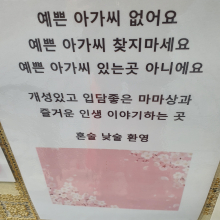 예쁜 아가씨 없어요
예쁜 아가씨 찾지마세요
예쁜 아가씨 있는곳 아니에요
개성있고 입담좋은 마마상과
즐거운 인생 이야기하는 곳
혼술 낮술 환영